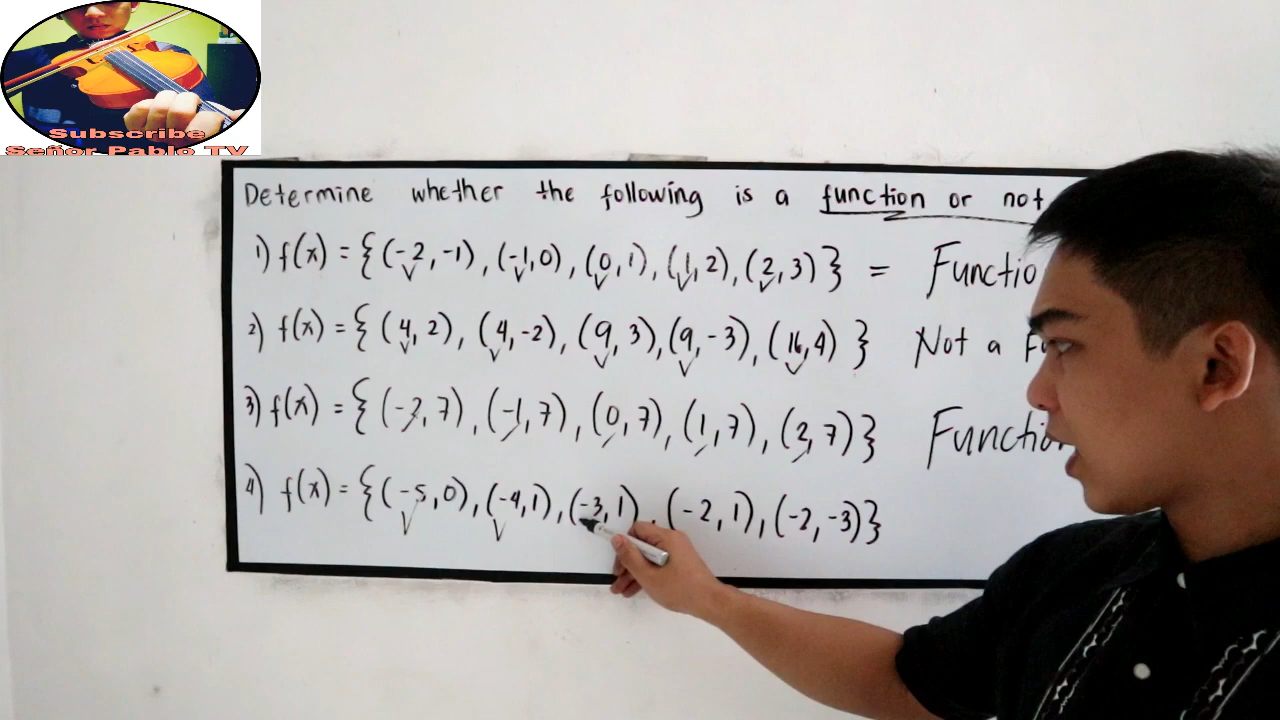 Subscribe
Señor Pablo TV
Determine whether the following is a function or not
1) f(x) = {(-2, -1), (-1, 0), (0, 1), (1, 2), (2, 3)} = Functio
2) f(x) = {(4, 2), (4, -2), (9, 3), (9, -3), (16, 4)} Not a
3) f(x) = {(-2, 7), (-1, 7), (0, 7), (1, 7), (2, 7)} Function
4) f(x) = {(-5, 0), (-4, 1), (-3, 1), (-2, 1), (-2, -3)}